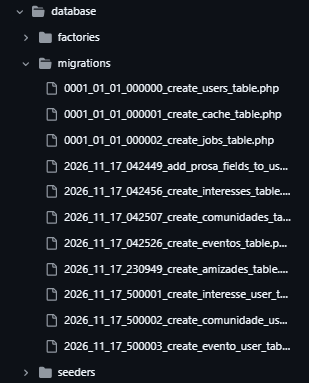 database
factories
migrations
0001_01_01_000000_create_users_table.php
0001_01_01_000001_create_cache_table.php
0001_01_01_000002_create_jobs_table.php
2026_11_17_042449_add_prosa_fields_to_us...
2026_11_17_042456_create_interesses_table....
2026_11_17_042507_create_comunidades_ta...
2026_11_17_042526_create_eventos_table.p...
2026_11_17_230949_create_amizades_table....
2026_11_17_500001_create_interesse_user_t...
2026_11_17_500002_create_comunidade_us...
2026_11_17_500003_create_evento_user_tab...
seeders